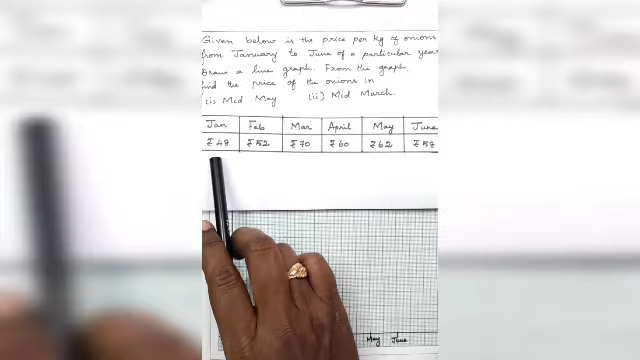 Given below is the price per kg of onions
from January to June of a particular year
Draw a line graph. From the graph,
find the price of the onions in
(i) Mid May (ii) Mid March.
Jan Feb Mar April May June
₹48 ₹52 ₹70 ₹60 ₹62 ₹58
May June